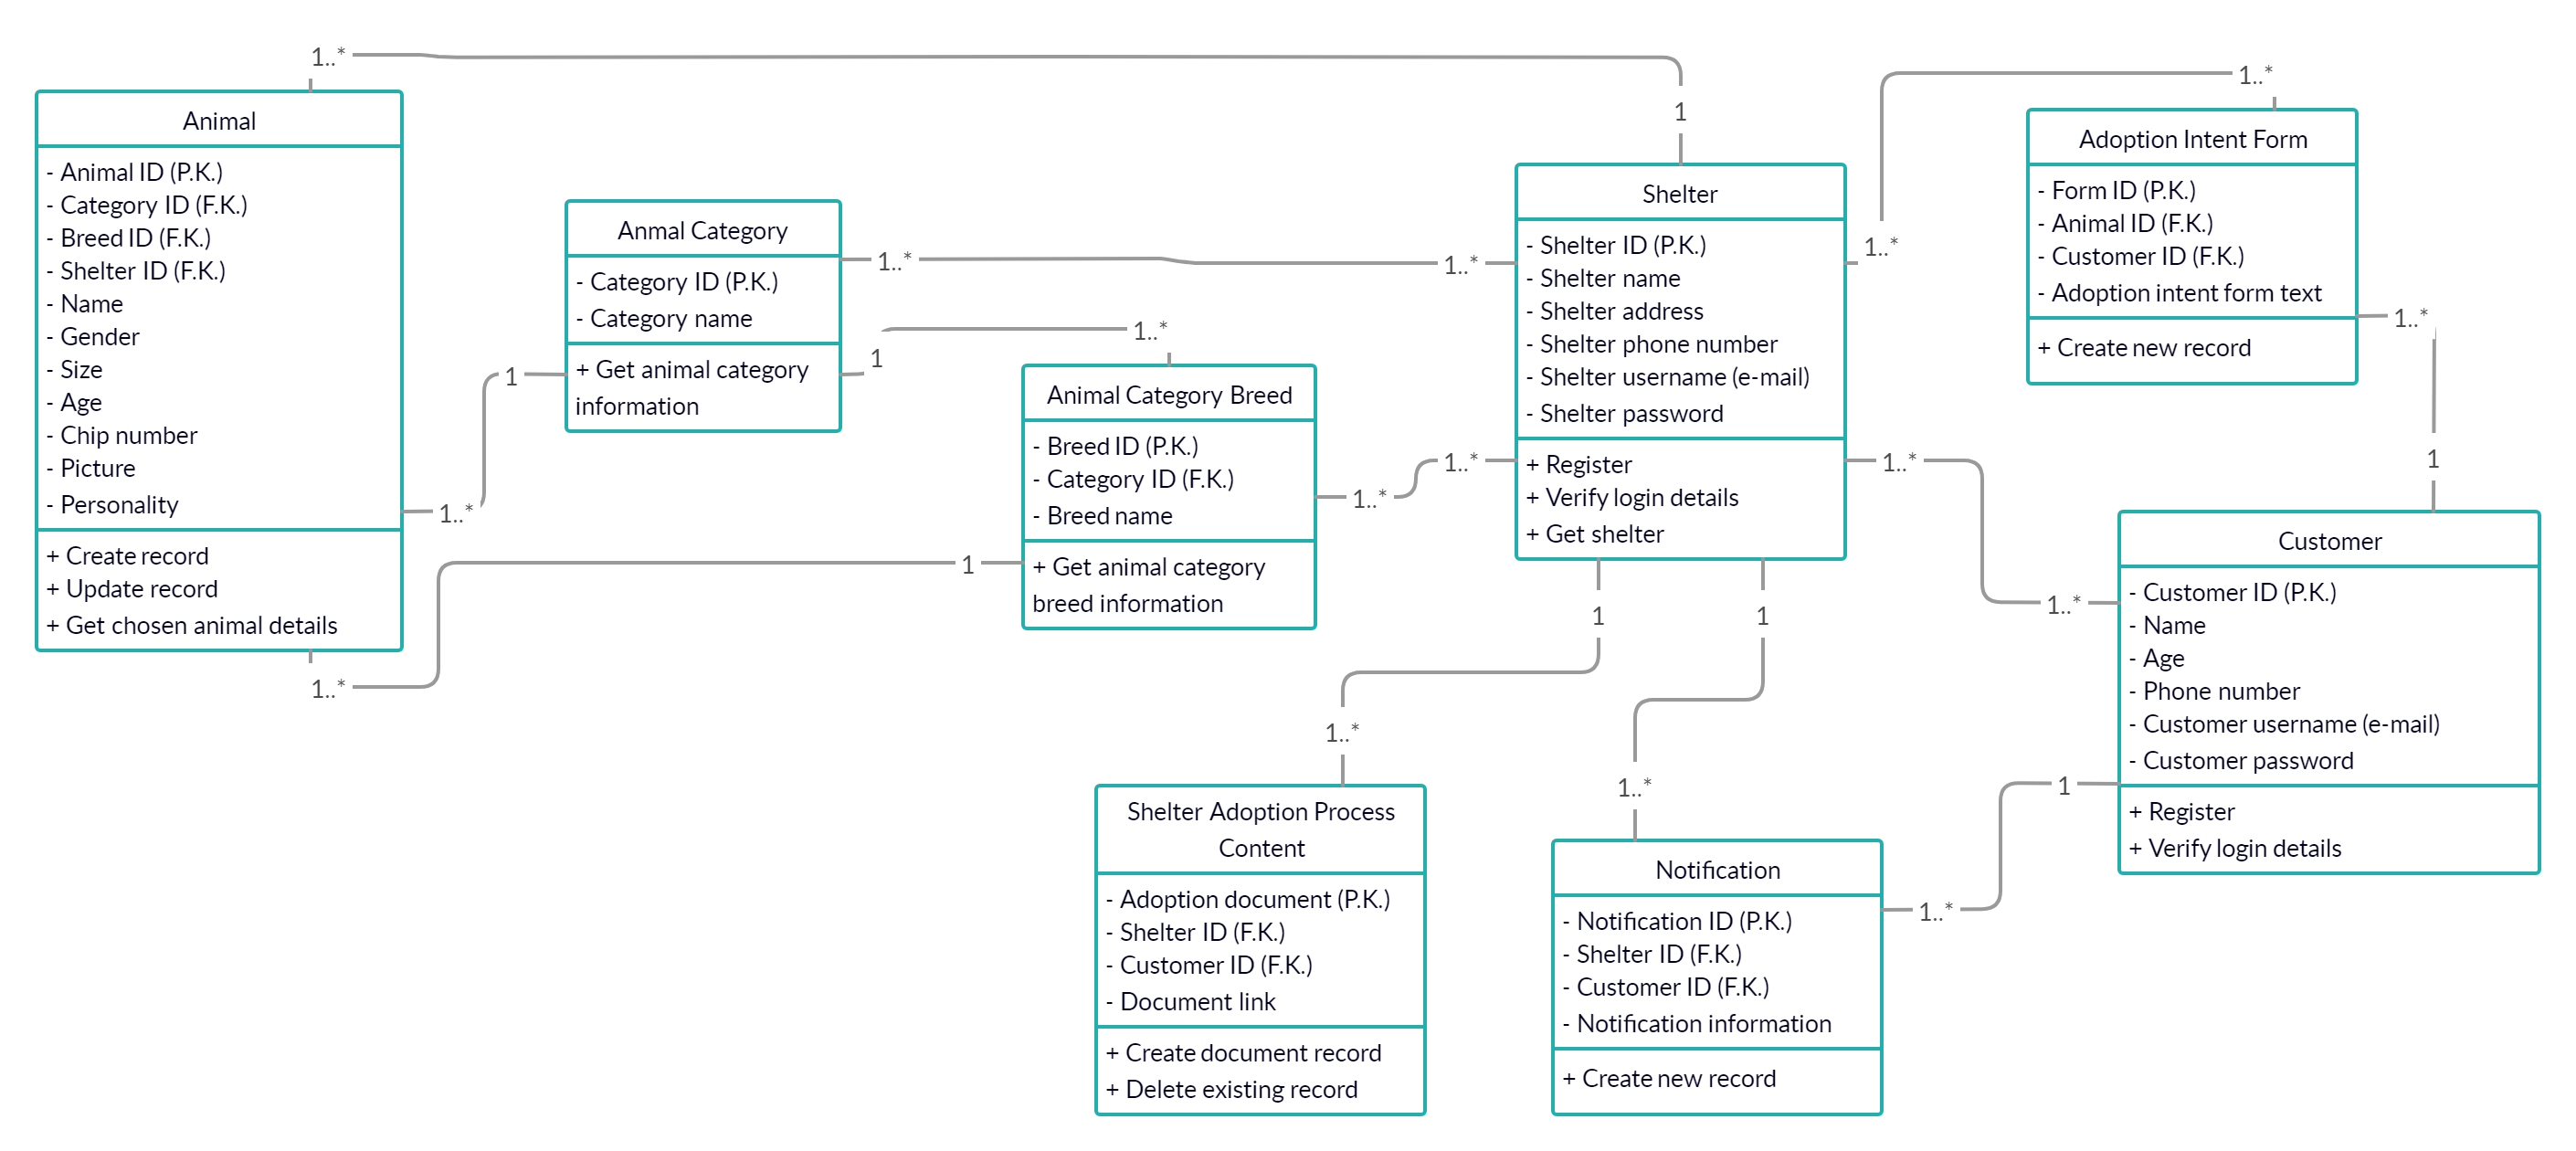 1..*
1
1..*
Animal
- Animal ID (P.K.)
- Category ID (F.K.)
- Breed ID (F.K.)
- Shelter ID (F.K.)
- Name
- Gender
- Size
- Age
- Chip number
- Picture
- Personality
+ Create record
+ Update record
+ Get chosen animal details
1..*
1
1..*
Anmal Category
- Category ID (P.K.)
- Category name
+ Get animal category
information
1..*
1..*
1
1..*
Animal Category Breed
- Breed ID (P.K.)
- Category ID (F.K.)
- Breed name
+ Get animal category
breed information
1
1..*
1..*
Shelter
- Shelter ID (P.K.)
- Shelter name
- Shelter address
- Shelter phone number
- Shelter username (e-mail)
- Shelter password
+ Register
+ Verify login details
+ Get shelter
1..*
1..*
1
1
Adoption Intent Form
- Form ID (P.K.)
- Animal ID (F.K.)
- Customer ID (F.K.)
- Adoption intent form text
+ Create new record
1..*
1
1..*
Customer
- Customer ID (P.K.)
- Name
- Age
- Phone number
- Customer username (e-mail)
- Customer password
+ Register
+ Verify login details
1
1..*
1..*
1..*
Shelter Adoption Process
Content
- Adoption document (P.K.)
- Shelter ID (F.K.)
- Customer ID (F.K.)
- Document link
+ Create document record
+ Delete existing record
Notification
- Notification ID (P.K.)
- Shelter ID (F.K.)
- Customer ID (F.K.)
- Notification information
+ Create new record